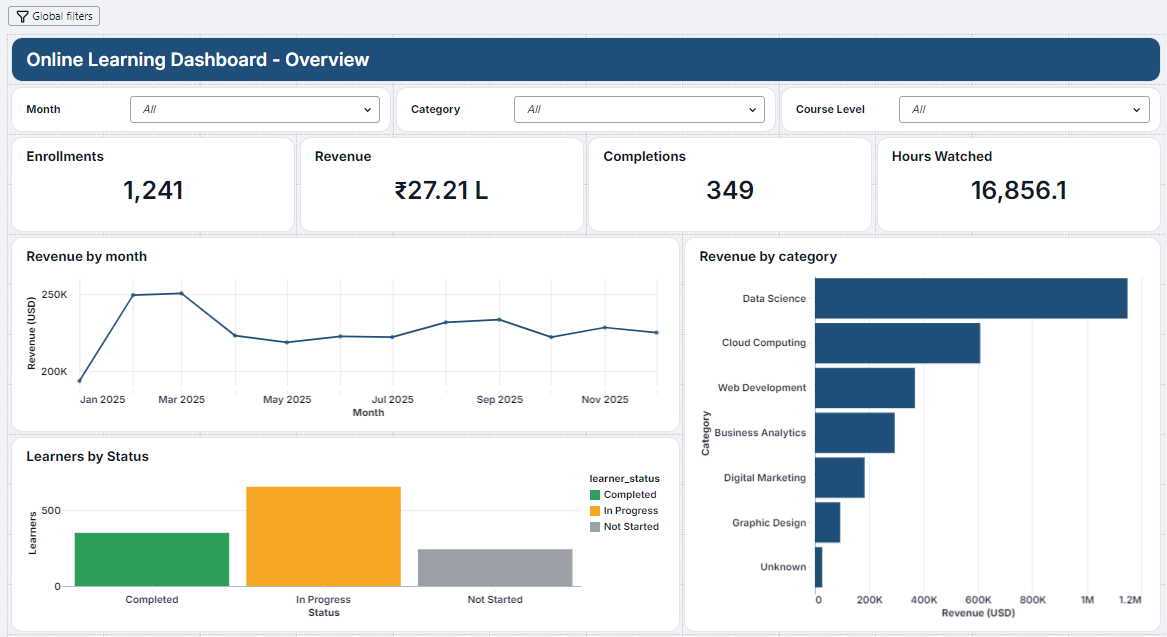 Global filters
Online Learning Dashboard - Overview
Month All
Category All
Course Level All
Enrollments
1,241
Revenue
₹27.21 L
Completions
349
Hours Watched
16,856.1
Revenue by month
Revenue (USD)
250K
200K
Jan 2025 Mar 2025 May 2025 Jul 2025 Sep 2025 Nov 2025
Month
Learners by Status
Learners
500
0
Completed In Progress Not Started
Status
learner_status
Completed
In Progress
Not Started
Revenue by category
Category
Data Science
Cloud Computing
Web Development
Business Analytics
Digital Marketing
Graphic Design
Unknown
0 200K 400K 600K 800K 1M 1.2M
Revenue (USD)